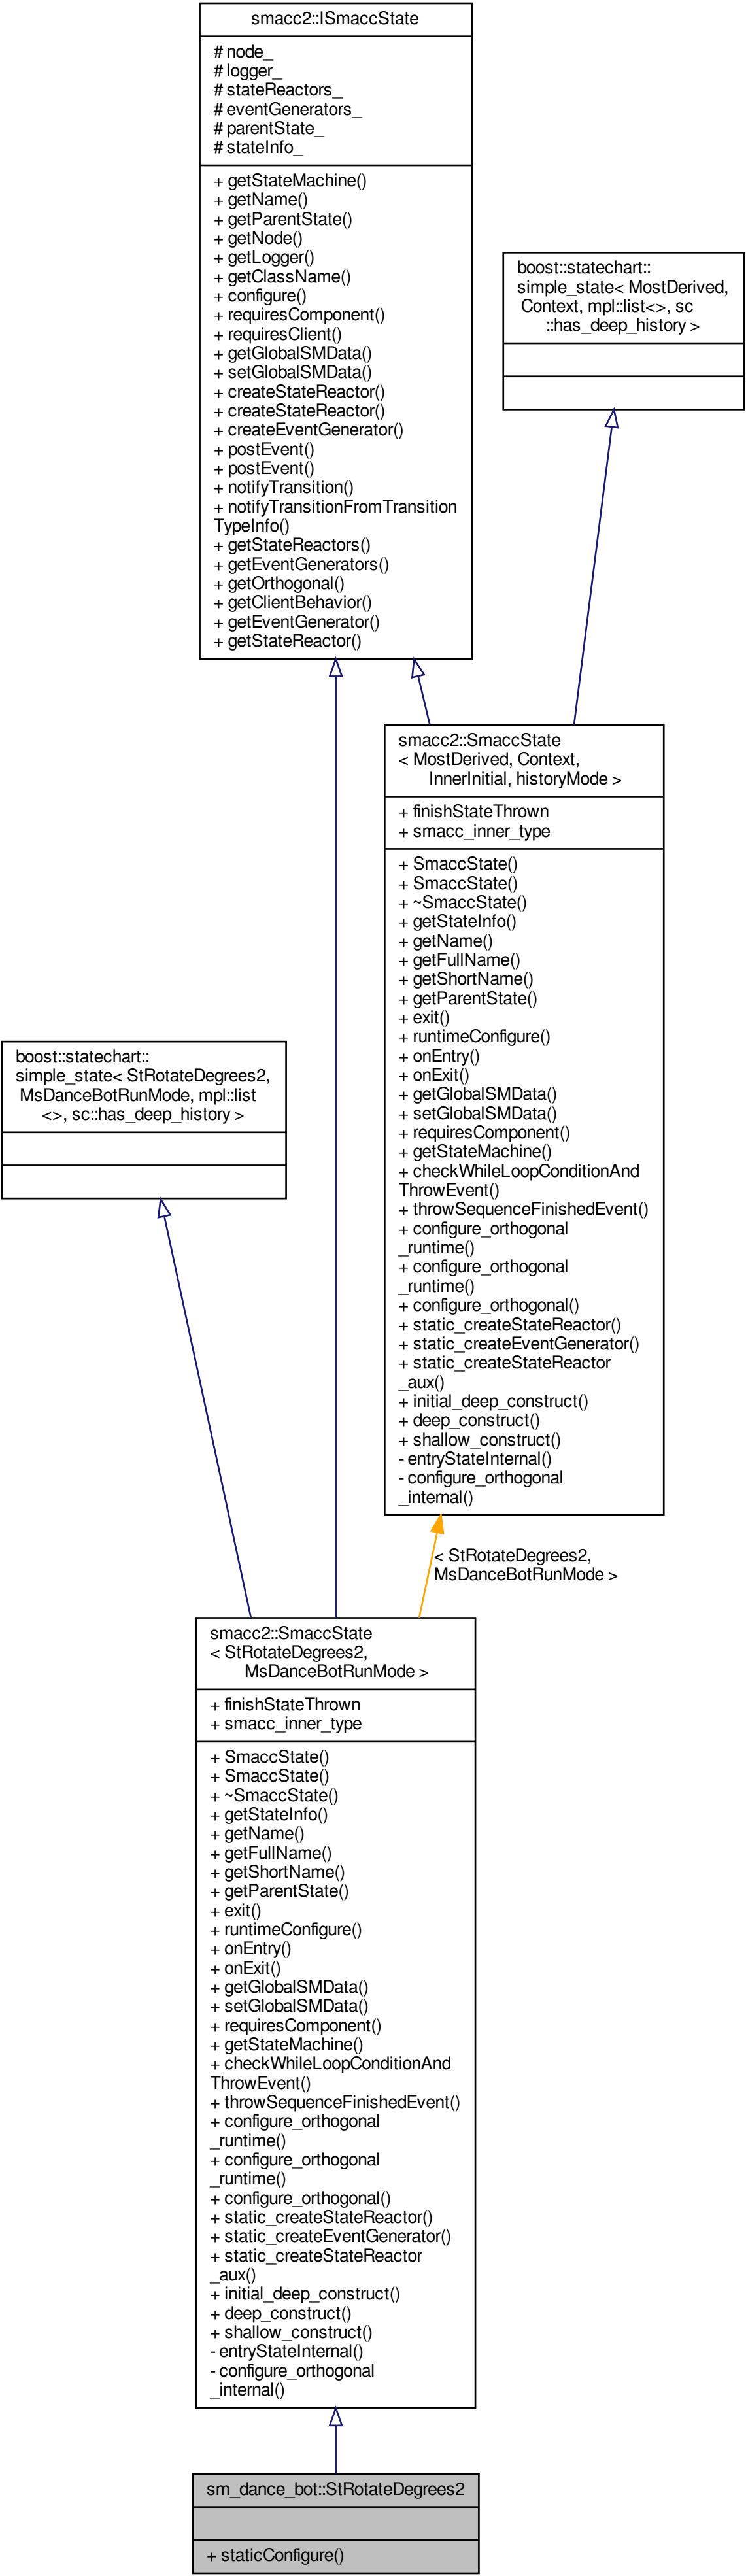 smacc2::ISmaccState
# node_
# logger_
# stateReactors_
# eventGenerators_
# parentState_
# stateInfo_
+ getStateMachine()
+ getName()
+ getParentState()
+ getNode()
+ getLogger()
+ getClassName()
+ configure()
+ requiresComponent()
+ requiresClient()
+ getGlobalSMData()
+ setGlobalSMData()
+ createStateReactor()
+ createStateReactor()
+ createEventGenerator()
+ postEvent()
+ postEvent()
+ notifyTransition()
+ notifyTransitionFromTransition
TypeInfo()
+ getStateReactors()
+ getEventGenerators()
+ getOrthogonal()
+ getClientBehavior()
+ getEventGenerator()
+ getStateReactor()
boost::statechart::
simple_state< MostDerived,
Context, mpl::list<>, sc
::has_deep_history >
smacc2::SmaccState
< MostDerived, Context,
InnerInitial, historyMode >
+ finishStateThrown
+ smacc_inner_type
+ SmaccState()
+ SmaccState()
+ ~SmaccState()
+ getStateInfo()
+ getName()
+ getFullName()
+ getShortName()
+ getParentState()
+ exit()
+ runtimeConfigure()
+ onEntry()
+ onExit()
+ getGlobalSMData()
+ setGlobalSMData()
+ requiresComponent()
+ getStateMachine()
+ checkWhileLoopConditionAnd
ThrowEvent()
+ throwSequenceFinishedEvent()
+ configure_orthogonal
_runtime()
+ configure_orthogonal
_runtime()
+ configure_orthogonal()
+ static_createStateReactor()
+ static_createEventGenerator()
+ static_createStateReactor
_aux()
+ initial_deep_construct()
+ deep_construct()
+ shallow_construct()
- entryStateInternal()
- configure_orthogonal
_internal()
boost::statechart::
simple_state< StRotateDegrees2,
MsDanceBotRunMode, mpl::list
<>, sc::has_deep_history >
< StRotateDegrees2,
MsDanceBotRunMode >
smacc2::SmaccState
< StRotateDegrees2,
MsDanceBotRunMode >
+ finishStateThrown
+ smacc_inner_type
+ SmaccState()
+ SmaccState()
+ ~SmaccState()
+ getStateInfo()
+ getName()
+ getFullName()
+ getShortName()
+ getParentState()
+ exit()
+ runtimeConfigure()
+ onEntry()
+ onExit()
+ getGlobalSMData()
+ setGlobalSMData()
+ requiresComponent()
+ getStateMachine()
+ checkWhileLoopConditionAnd
ThrowEvent()
+ throwSequenceFinishedEvent()
+ configure_orthogonal
_runtime()
+ configure_orthogonal
_runtime()
+ configure_orthogonal()
+ static_createStateReactor()
+ static_createEventGenerator()
+ static_createStateReactor
_aux()
+ initial_deep_construct()
+ deep_construct()
+ shallow_construct()
- entryStateInternal()
- configure_orthogonal
_internal()
sm_dance_bot::StRotateDegrees2
+ staticConfigure()